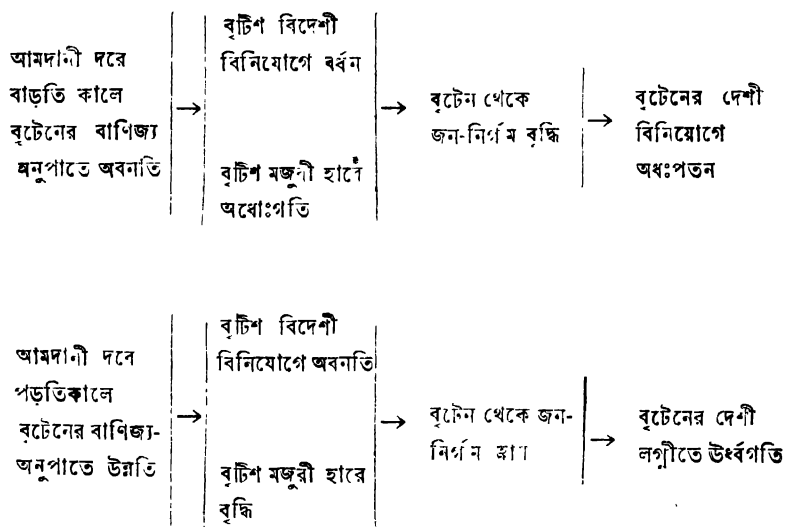 আমদানী দরে
বাড়তি কালে
বৃটেনের বাণিজ্য
অনুপাতে অবনতি
বৃটিশ বিদেশী
বিনিযোগে বর্ধন
বৃটিশ মজুরী হারে
অধোঃগতি
বৃটেন থেকে
জন-নির্গম বৃদ্ধি
বৃটেনের দেশী
বিনিয়োগে
অধঃপতন
আমদানী দরে
পড়তিকালে
বৃটেনের বাণিজ্য-
অনুপাতে উন্নতি
বৃটিশ বিদেশী
বিনিযোগে অবনতি
বৃটিশ মজুরী হারে
বৃদ্ধি
বৃটেন থেকে জন-
নির্গম হ্রাস
বৃটেনের দেশী
লগ্নীতে উর্ধ্বগতি